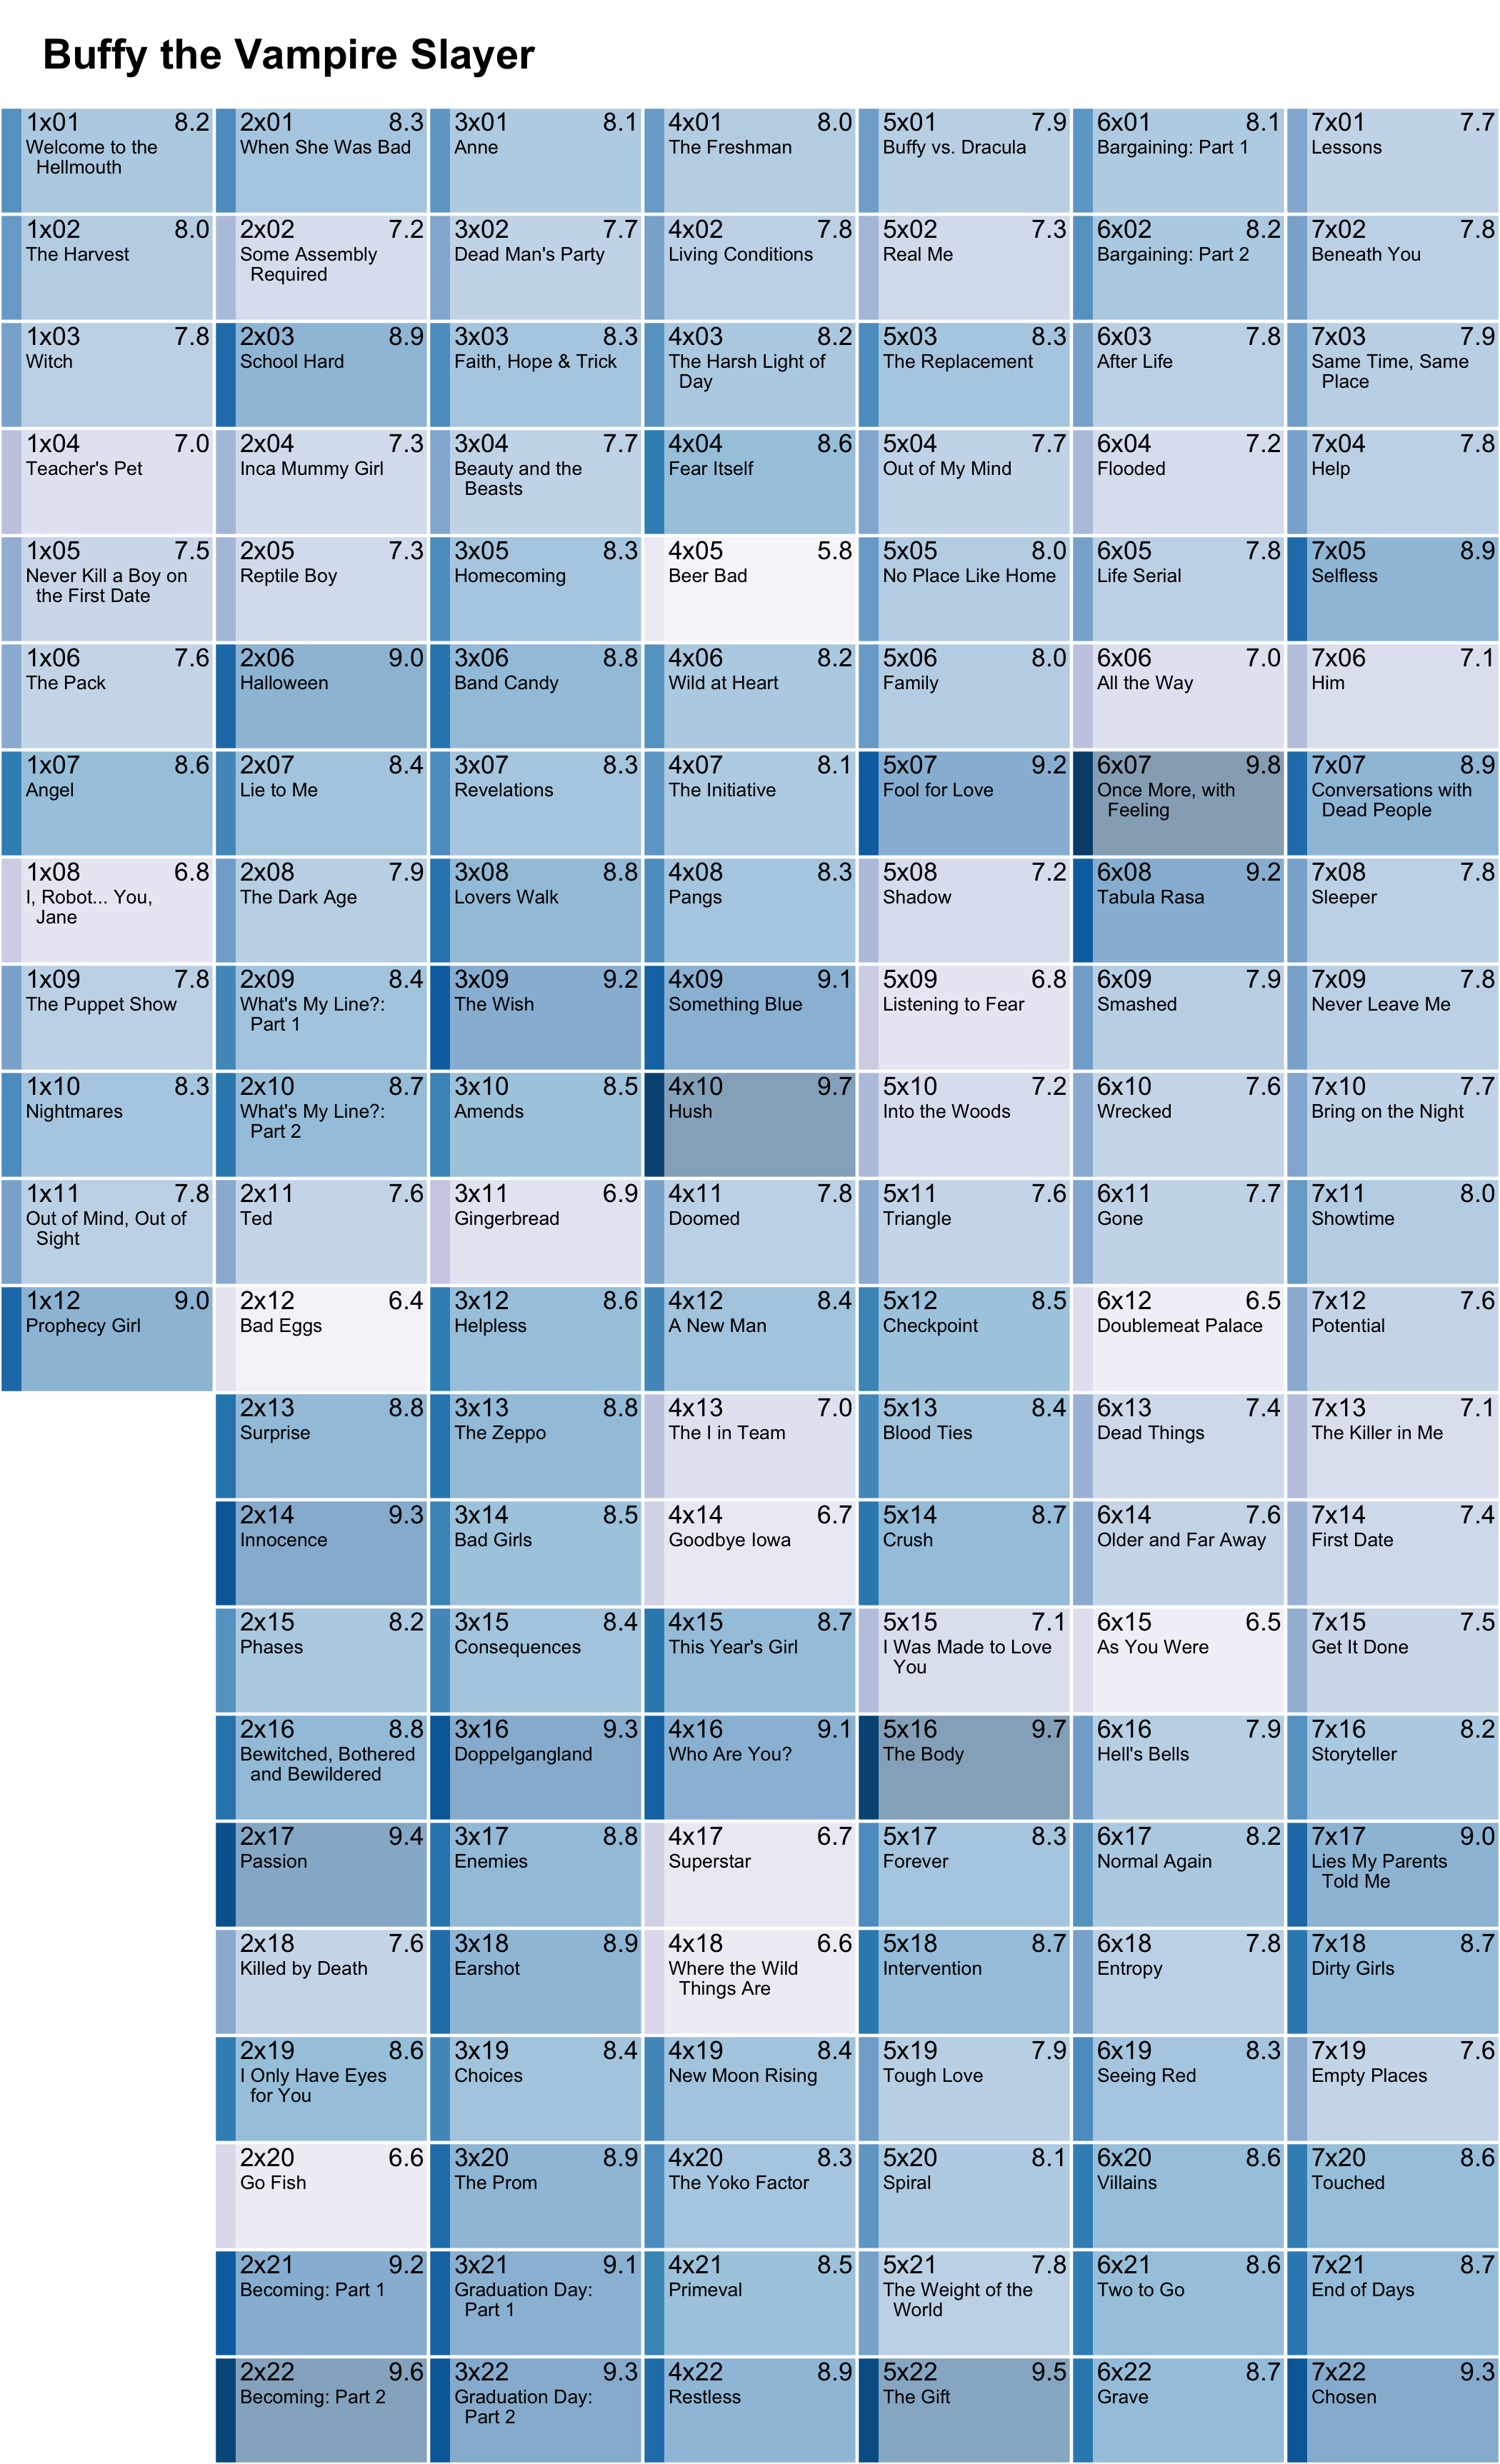 Buffy the Vampire Slayer
1x01 8.2
Welcome to the
Hellmouth
2x01 8.3
When She Was Bad
3x01 8.1
Anne
4x01 8.0
The Freshman
5x01 7.9
Buffy vs. Dracula
6x01 8.1
Bargaining: Part 1
7x01 7.7
Lessons
1x02 8.0
The Harvest
2x02 7.2
Some Assembly
Required
3x02 7.7
Dead Man's Party
4x02 7.8
Living Conditions
5x02 7.3
Real Me
6x02 8.2
Bargaining: Part 2
7x02 7.8
Beneath You
1x03 7.8
Witch
2x03 8.9
School Hard
3x03 8.3
Faith, Hope & Trick
4x03 8.2
The Harsh Light of
Day
5x03 8.3
The Replacement
6x03 7.8
After Life
7x03 7.9
Same Time, Same
Place
1x04 7.0
Teacher's Pet
2x04 7.3
Inca Mummy Girl
3x04 7.7
Beauty and the
Beasts
4x04 8.6
Fear Itself
5x04 7.7
Out of My Mind
6x04 7.2
Flooded
7x04 7.8
Help
1x05 7.5
Never Kill a Boy on
the First Date
2x05 7.3
Reptile Boy
3x05 8.3
Homecoming
4x05 5.8
Beer Bad
5x05 8.0
No Place Like Home
6x05 7.8
Life Serial
7x05 8.9
Selfless
1x06 7.6
The Pack
2x06 9.0
Halloween
3x06 8.8
Band Candy
4x06 8.2
Wild at Heart
5x06 8.0
Family
6x06 7.0
All the Way
7x06 7.1
Him
1x07 8.6
Angel
2x07 8.4
Lie to Me
3x07 8.3
Revelations
4x07 8.1
The Initiative
5x07 9.2
Fool for Love
6x07 9.8
Once More, with
Feeling
7x07 8.9
Conversations with
Dead People
1x08 6.8
I, Robot... You,
Jane
2x08 7.9
The Dark Age
3x08 8.8
Lovers Walk
4x08 8.3
Pangs
5x08 7.2
Shadow
6x08 9.2
Tabula Rasa
7x08 7.8
Sleeper
1x09 7.8
The Puppet Show
2x09 8.4
What's My Line?:
Part 1
3x09 9.2
The Wish
4x09 9.1
Something Blue
5x09 6.8
Listening to Fear
6x09 7.9
Smashed
7x09 7.8
Never Leave Me
1x10 8.3
Nightmares
2x10 8.7
What's My Line?:
Part 2
3x10 8.5
Amends
4x10 9.7
Hush
5x10 7.2
Into the Woods
6x10 7.6
Wrecked
7x10 7.7
Bring on the Night
1x11 7.8
Out of Mind, Out of
Sight
2x11 7.6
Ted
3x11 6.9
Gingerbread
4x11 7.8
Doomed
5x11 7.6
Triangle
6x11 7.7
Gone
7x11 8.0
Showtime
1x12 9.0
Prophecy Girl
2x12 6.4
Bad Eggs
3x12 8.6
Helpless
4x12 8.4
A New Man
5x12 8.5
Checkpoint
6x12 6.5
Doublemeat Palace
7x12 7.6
Potential
2x13 8.8
Surprise
3x13 8.8
The Zeppo
4x13 7.0
The I in Team
5x13 8.4
Blood Ties
6x13 7.4
Dead Things
7x13 7.1
The Killer in Me
2x14 9.3
Innocence
3x14 8.5
Bad Girls
4x14 6.7
Goodbye Iowa
5x14 8.7
Crush
6x14 7.6
Older and Far Away
7x14 7.4
First Date
2x15 8.2
Phases
3x15 8.4
Consequences
4x15 8.7
This Year's Girl
5x15 7.1
I Was Made to Love
You
6x15 6.5
As You Were
7x15 7.5
Get It Done
2x16 8.8
Bewitched, Bothered
and Bewildered
3x16 9.3
Doppelgangland
4x16 9.1
Who Are You?
5x16 9.7
The Body
6x16 7.9
Hell's Bells
7x16 8.2
Storyteller
2x17 9.4
Passion
3x17 8.8
Enemies
4x17 6.7
Superstar
5x17 8.3
Forever
6x17 8.2
Normal Again
7x17 9.0
Lies My Parents
Told Me
2x18 7.6
Killed by Death
3x18 8.9
Earshot
4x18 6.6
Where the Wild
Things Are
5x18 8.7
Intervention
6x18 7.8
Entropy
7x18 8.7
Dirty Girls
2x19 8.6
I Only Have Eyes
for You
3x19 8.4
Choices
4x19 8.4
New Moon Rising
5x19 7.9
Tough Love
6x19 8.3
Seeing Red
7x19 7.6
Empty Places
2x20 6.6
Go Fish
3x20 8.9
The Prom
4x20 8.3
The Yoko Factor
5x20 8.1
Spiral
6x20 8.6
Villains
7x20 8.6
Touched
2x21 9.2
Becoming: Part 1
3x21 9.1
Graduation Day:
Part 1
4x21 8.5
Primeval
5x21 7.8
The Weight of the
World
6x21 8.6
Two to Go
7x21 8.7
End of Days
2x22 9.6
Becoming: Part 2
3x22 9.3
Graduation Day:
Part 2
4x22 8.9
Restless
5x22 9.5
The Gift
6x22 8.7
Grave
7x22 9.3
Chosen